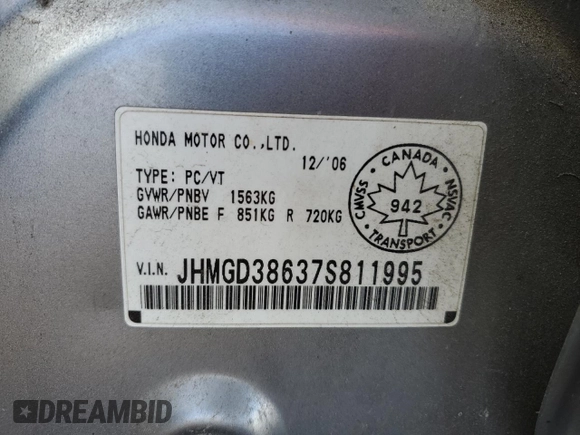 HONDA MOTOR CO.,LTD.
12/'06
TYPE: PC/VT
GVWR/PNBV 1563KG
GAWR/PNBE F 851KG R 720KG
CANADA
CMVSS
NSVAC
942
TRANSPORT
V.I.N. JHMGD38637S811995
DREAMBID